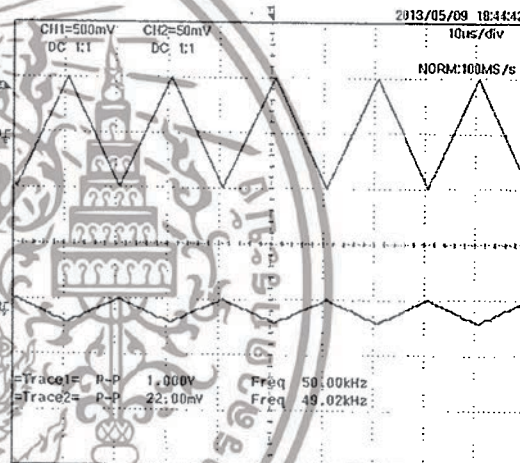 2013/05/09 18:44:42
CH1=500mV CH2=50mV 10us/div
DC 1:1 DC 1:1
NORM:100MS/s
=Trace1= P-P 1.000V Freq 50.00kHz
=Trace2= P-P 22.00mV Freq 49.02kHz